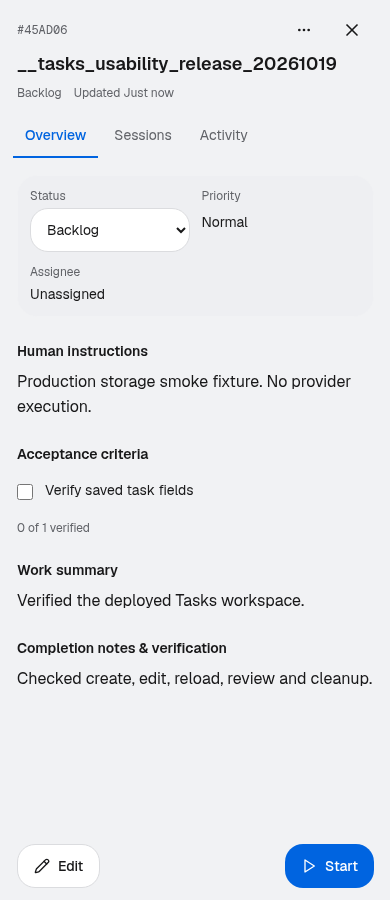 #45AD06
__tasks_usability_release_20261019
Backlog Updated Just now
Overview Sessions Activity
Status Priority
Backlog Normal
Assignee
Unassigned
Human instructions
Production storage smoke fixture. No provider
execution.
Acceptance criteria
Verify saved task fields
0 of 1 verified
Work summary
Verified the deployed Tasks workspace.
Completion notes & verification
Checked create, edit, reload, review and cleanup.
Edit Start